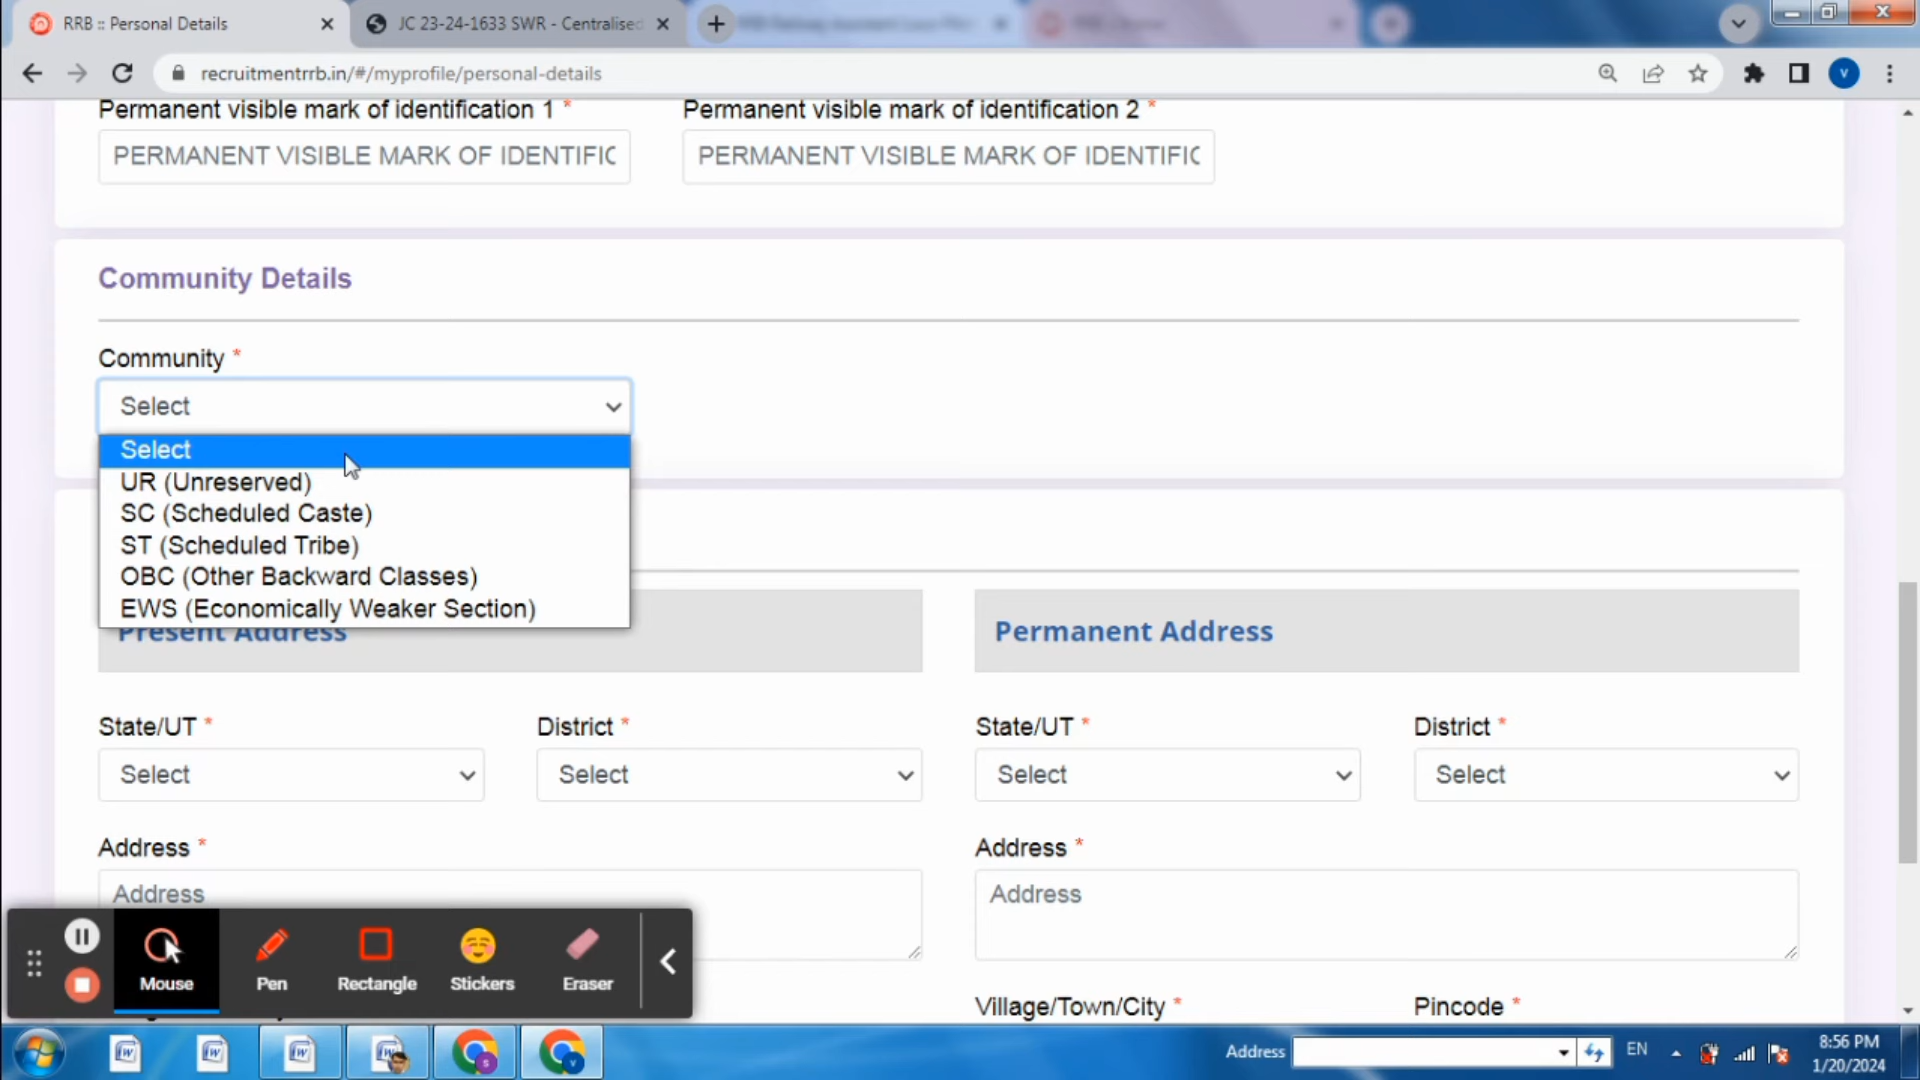 RRB :: Personal Details
JC 23-24-1633 SWR - Centralised
recruitmentrrb.in/#/myprofile/personal-details
V
Permanent visible mark of identification 1 *
Permanent visible mark of identification 2 *
PERMANENT VISIBLE MARK OF IDENTIFIC
PERMANENT VISIBLE MARK OF IDENTIFIC
Community Details
Community *
Select
Select
UR (Unreserved)
SC (Scheduled Caste)
ST (Scheduled Tribe)
OBC (Other Backward Classes)
EWS (Economically Weaker Section)
Present Address
Permanent Address
State/UT *
District *
State/UT *
District *
Select
Select
Select
Select
Address *
Address *
Address
Address
Mouse
Pen
Rectangle
Stickers
Eraser
Village/Town/City *
Pincode *
Address
EN
8:56 PM
1/20/2024